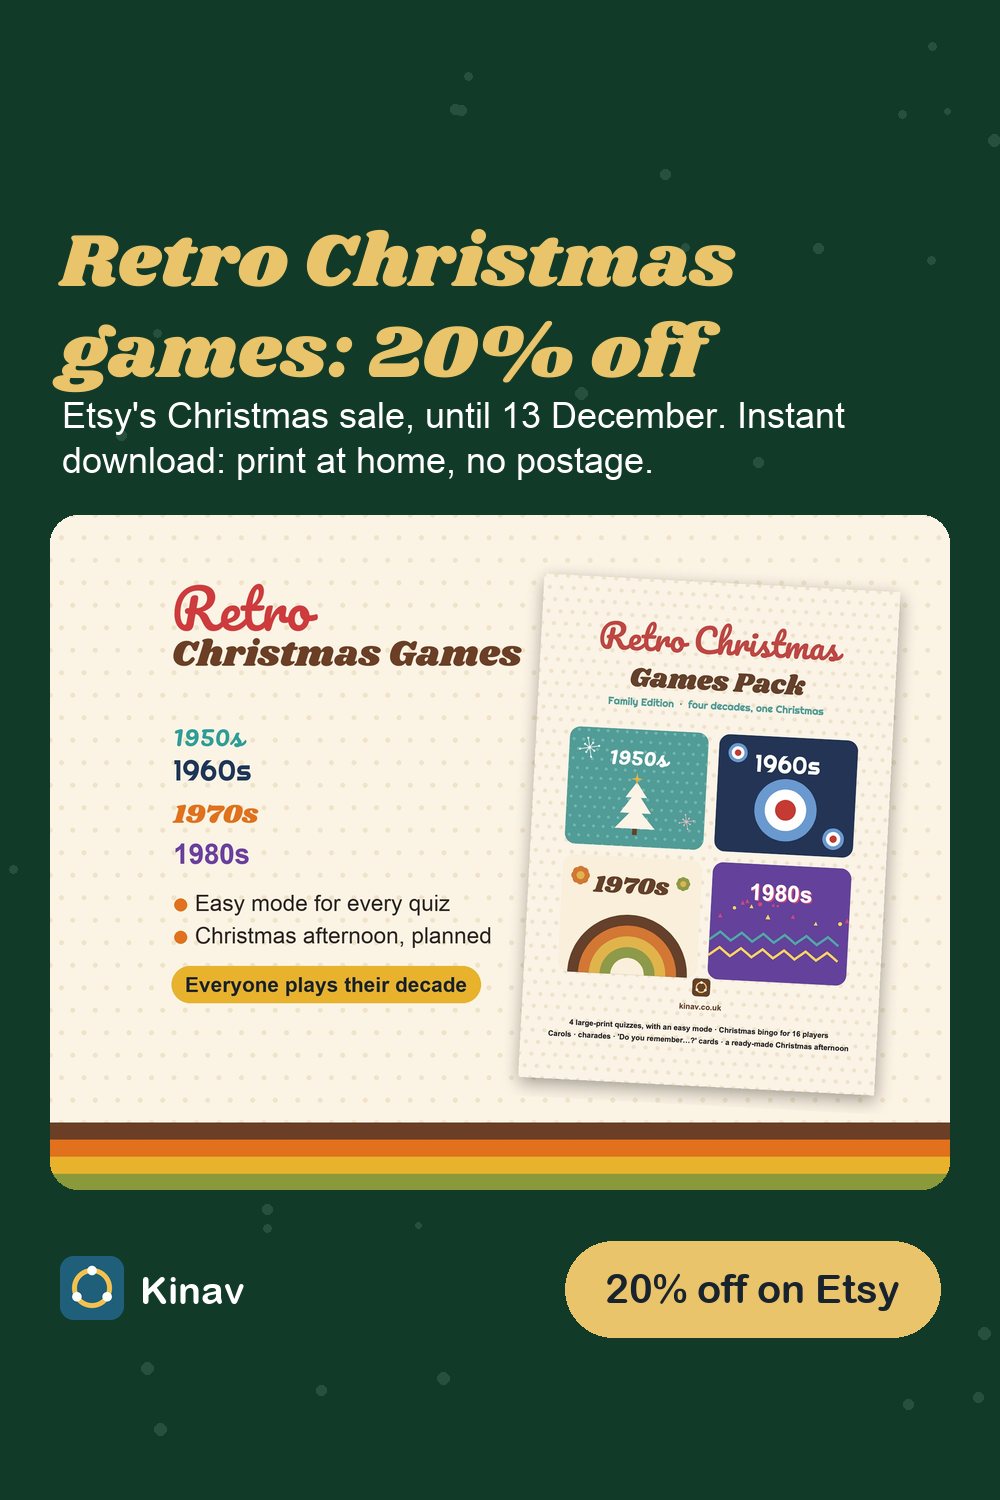 Retro Christmas
games: 20% off
Etsy's Christmas sale, until 13 December. Instant
download: print at home, no postage.
Retro
Christmas Games
1950s
1960s
1970s
1980s
Easy mode for every quiz
Christmas afternoon, planned
Everyone plays their decade
Retro Christmas
Games Pack
Family Edition · four decades, one Christmas
1950s
1960s
1970s
1980s
kinav.co.uk
4 large-print quizzes, with an easy mode · Christmas bingo for 16 players
Carols · charades · 'Do you remember...?' cards · a ready-made Christmas afternoon
Kinav
20% off on Etsy